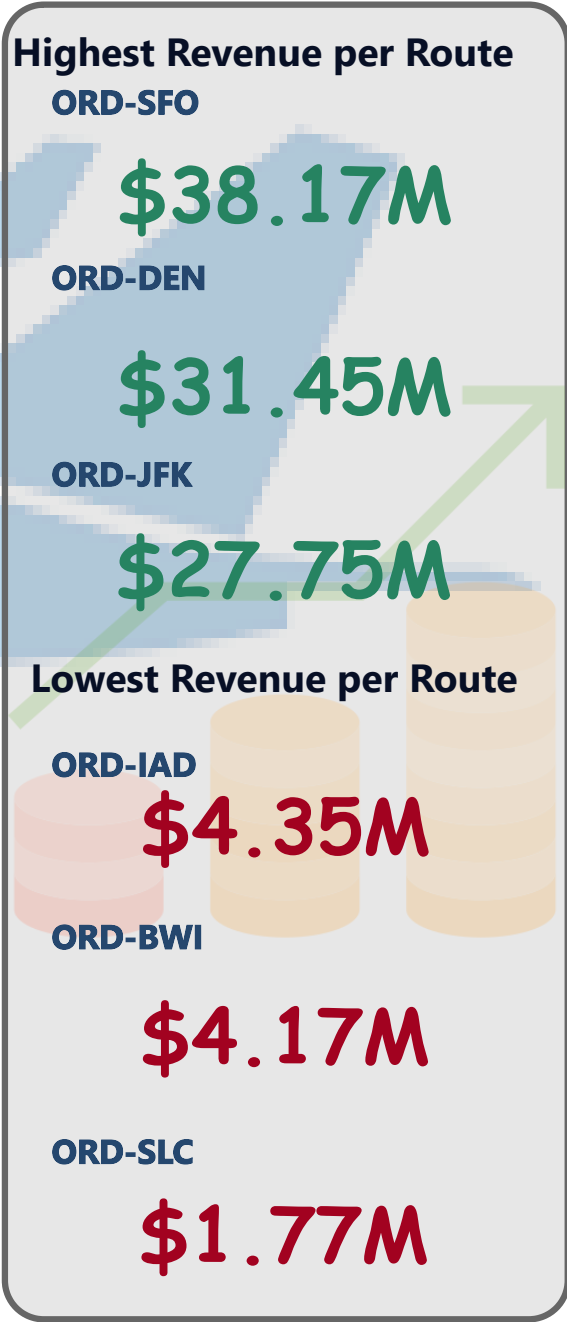 Highest Revenue per Route
ORD-SFO
$38.17M
ORD-DEN
$31.45M
ORD-JFK
$27.75M
Lowest Revenue per Route
ORD-IAD
$4.35M
ORD-BWI
$4.17M
ORD-SLC
$1.77M